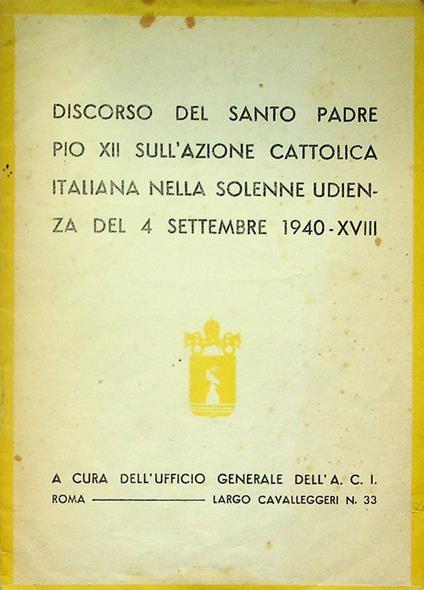 DISCORSO DEL SANTO PADRE
PIO XII SULL'AZIONE CATTOLICA
ITALIANA NELLA SOLENNE UDIEN-
ZA DEL 4 SETTEMBRE 1940-XVIII
A CURA DELL'UFFICIO GENERALE DELL'A. C. I.
ROMA ——— LARGO CAVALLEGGERI N. 33